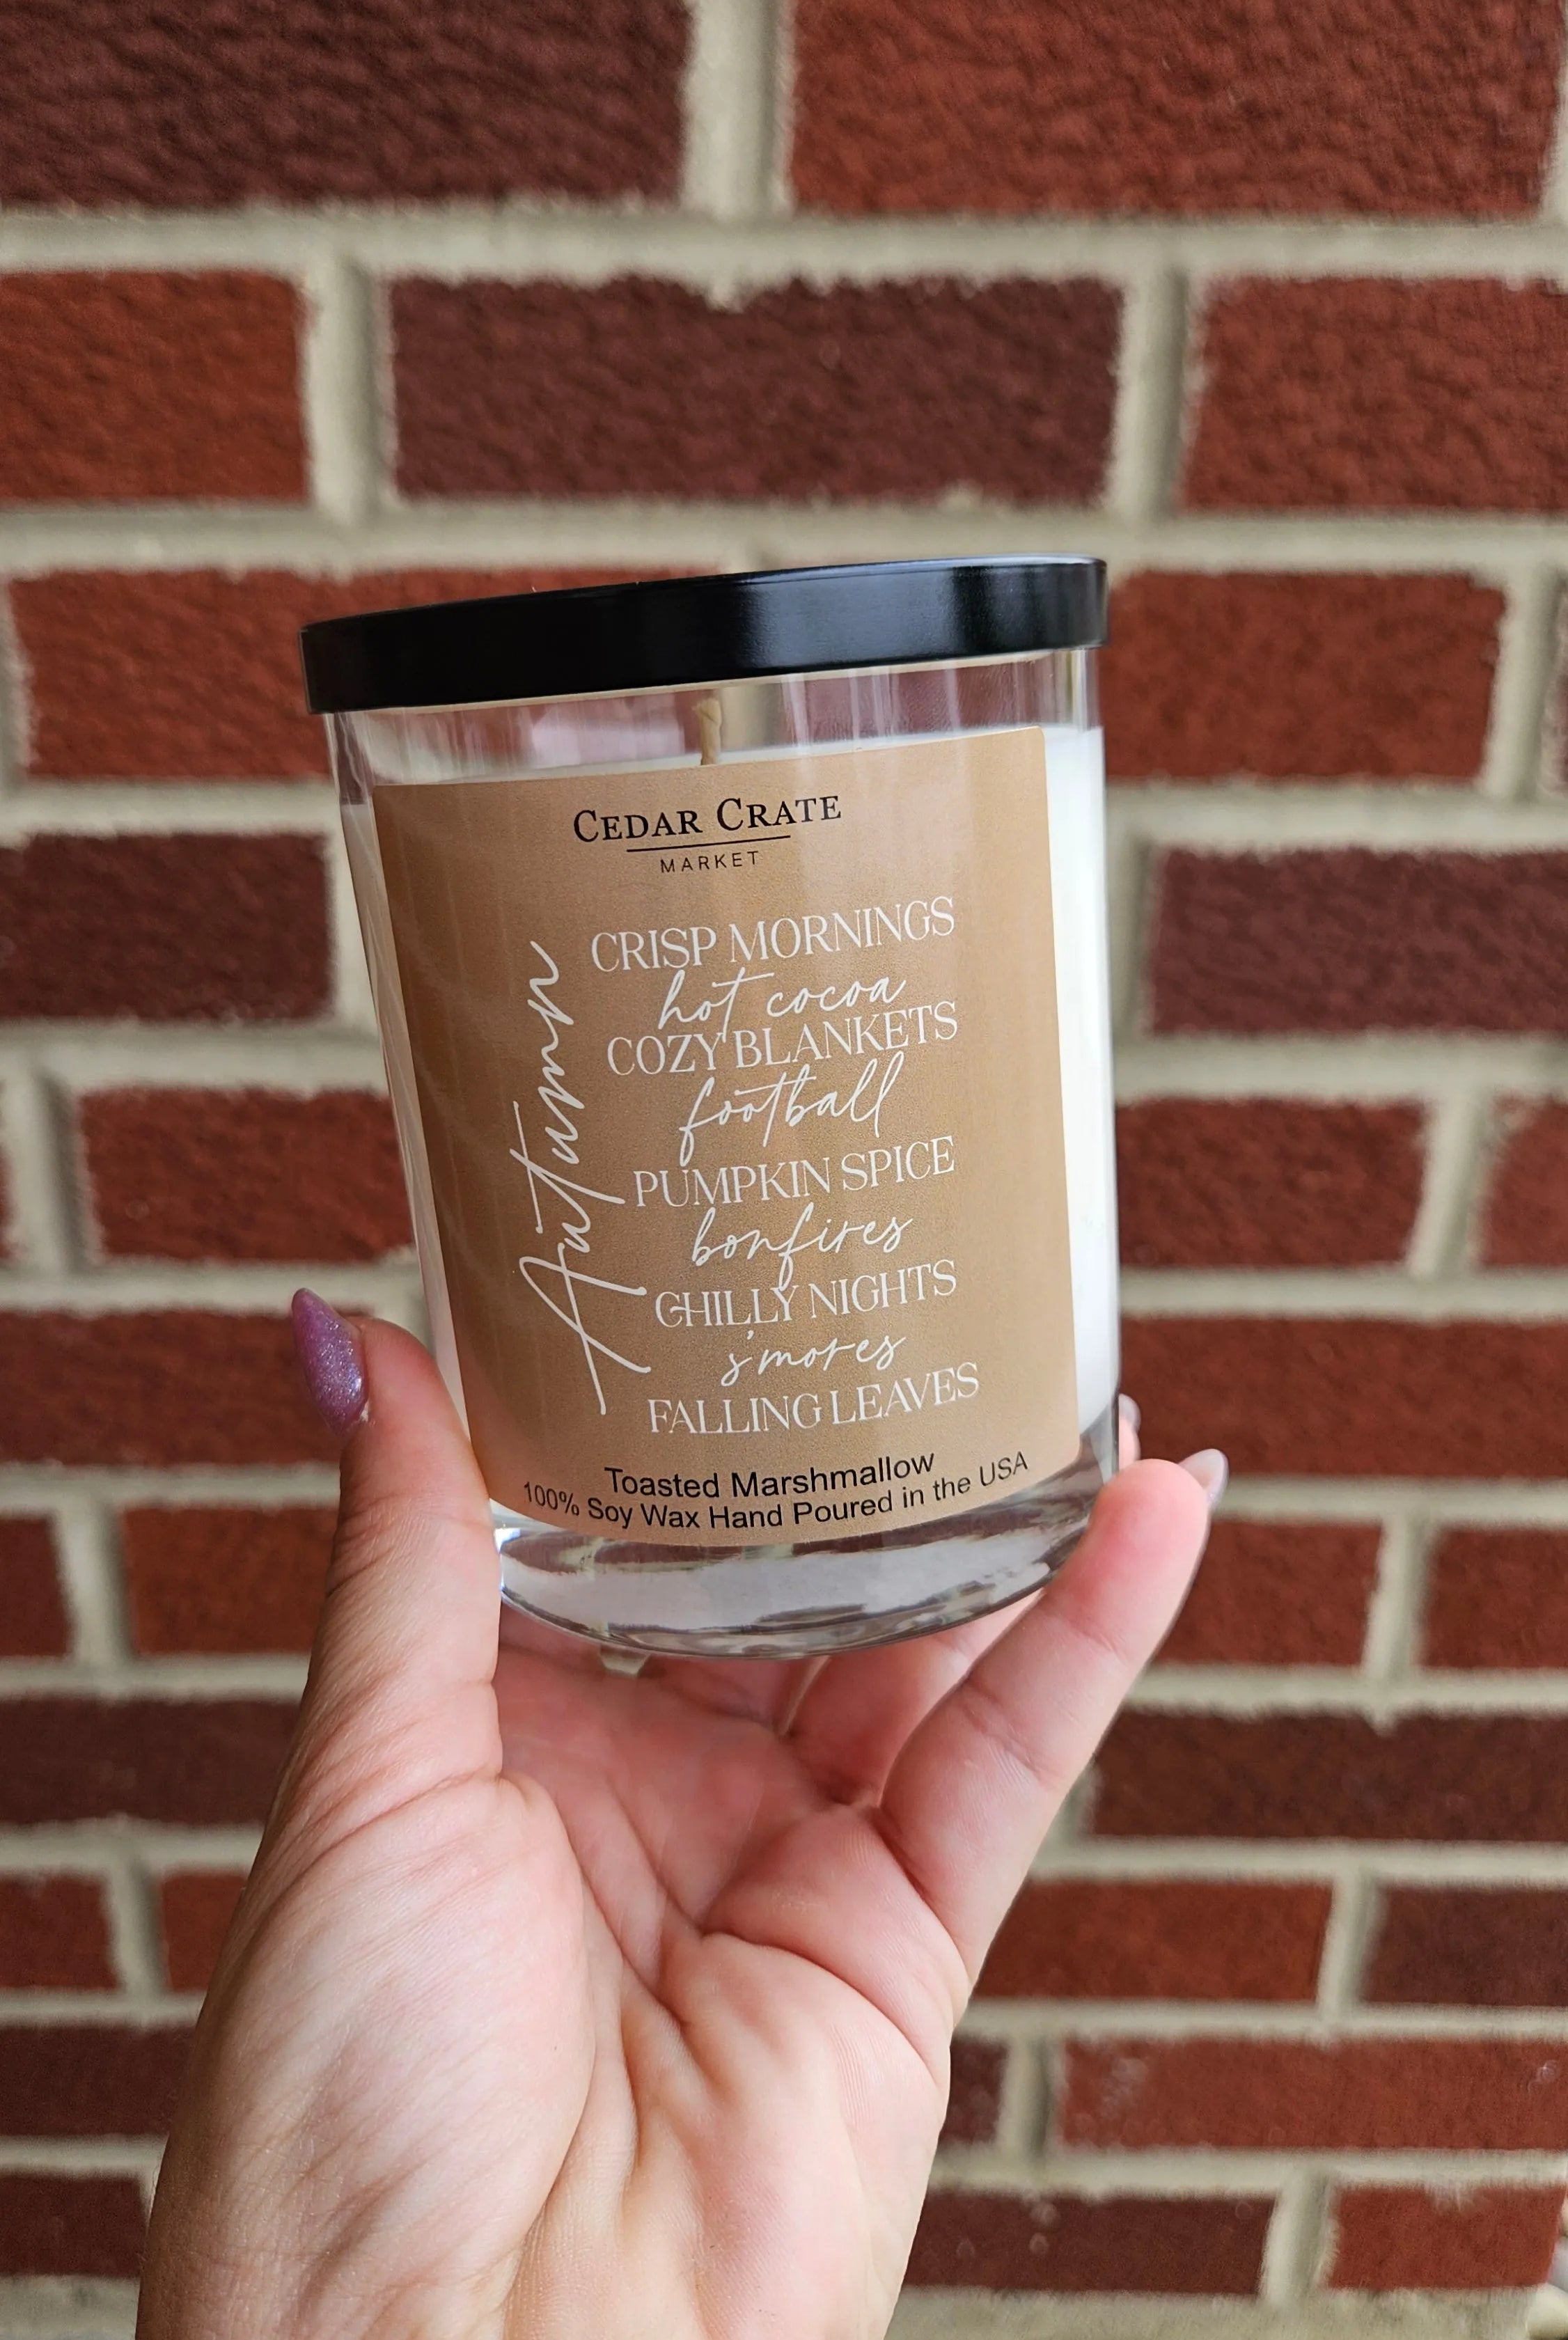 CEDAR CRATE
MARKET
Autumn
CRISP MORNINGS
hot cocoa
COZY BLANKETS
football
PUMPKIN SPICE
bonfires
CHILLY NIGHTS
s'mores
FALLING LEAVES
Toasted Marshmallow
100% Soy Wax Hand Poured in the USA